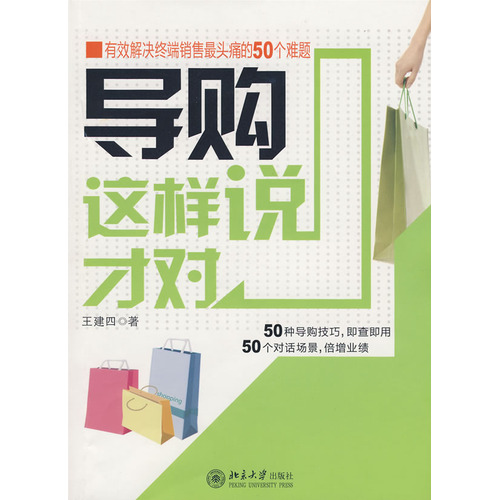 有效解决终端销售最头痛的50个难题
导购
这样说
才对
王建四◎著
50种导购技巧，即查即用
50个对话场景，倍增业绩
shopping
北京大学出版社